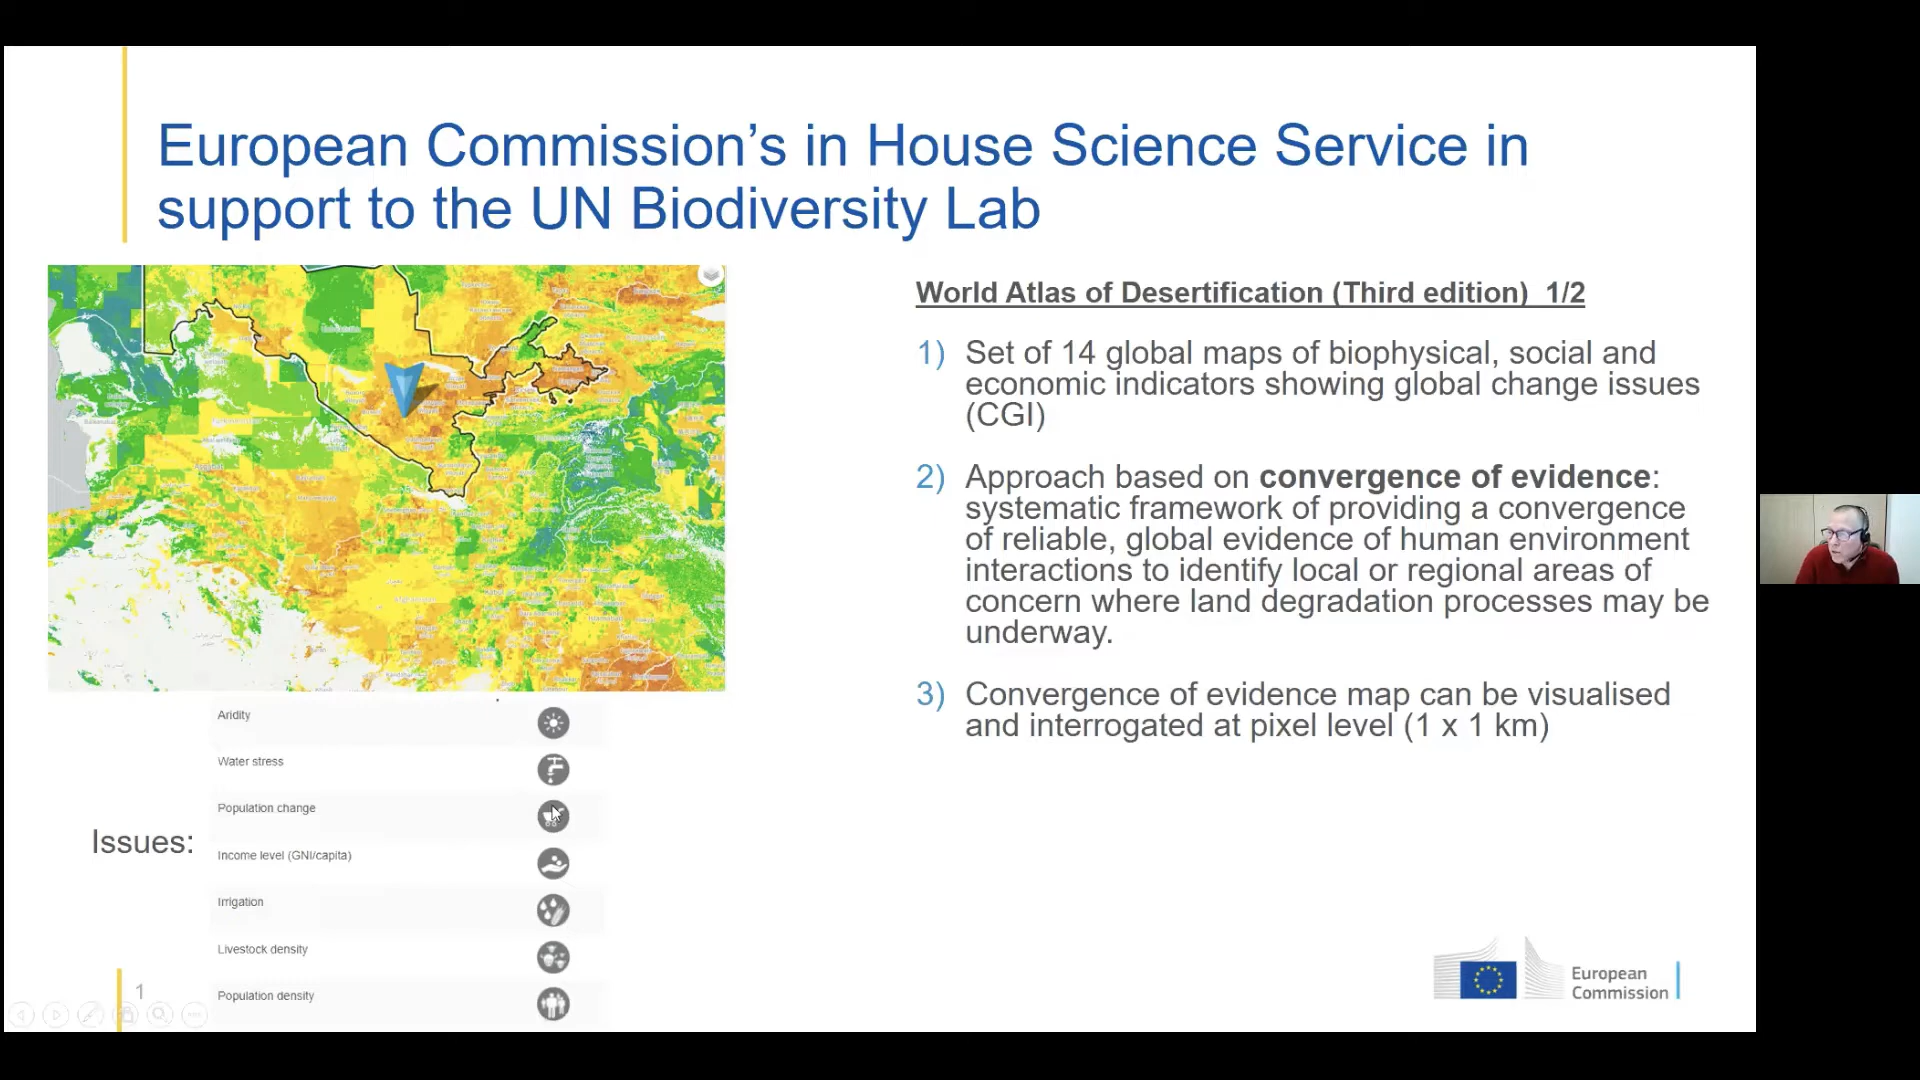 European Commission's in House Science Service in
support to the UN Biodiversity Lab
World Atlas of Desertification (Third edition)  1/2
1) Set of 14 global maps of biophysical, social and
economic indicators showing global change issues
(CGI)
2) Approach based on convergence of evidence:
systematic framework of providing a convergence
of reliable, global evidence of human environment
interactions to identify local or regional areas of
concern where land degradation processes may be
underway.
3) Convergence of evidence map can be visualised
and interrogated at pixel level (1 x 1 km)
Issues:
Aridity
Water stress
Population change
Income level (GNI/capita)
Irrigation
Livestock density
Population density
1
European
Commission